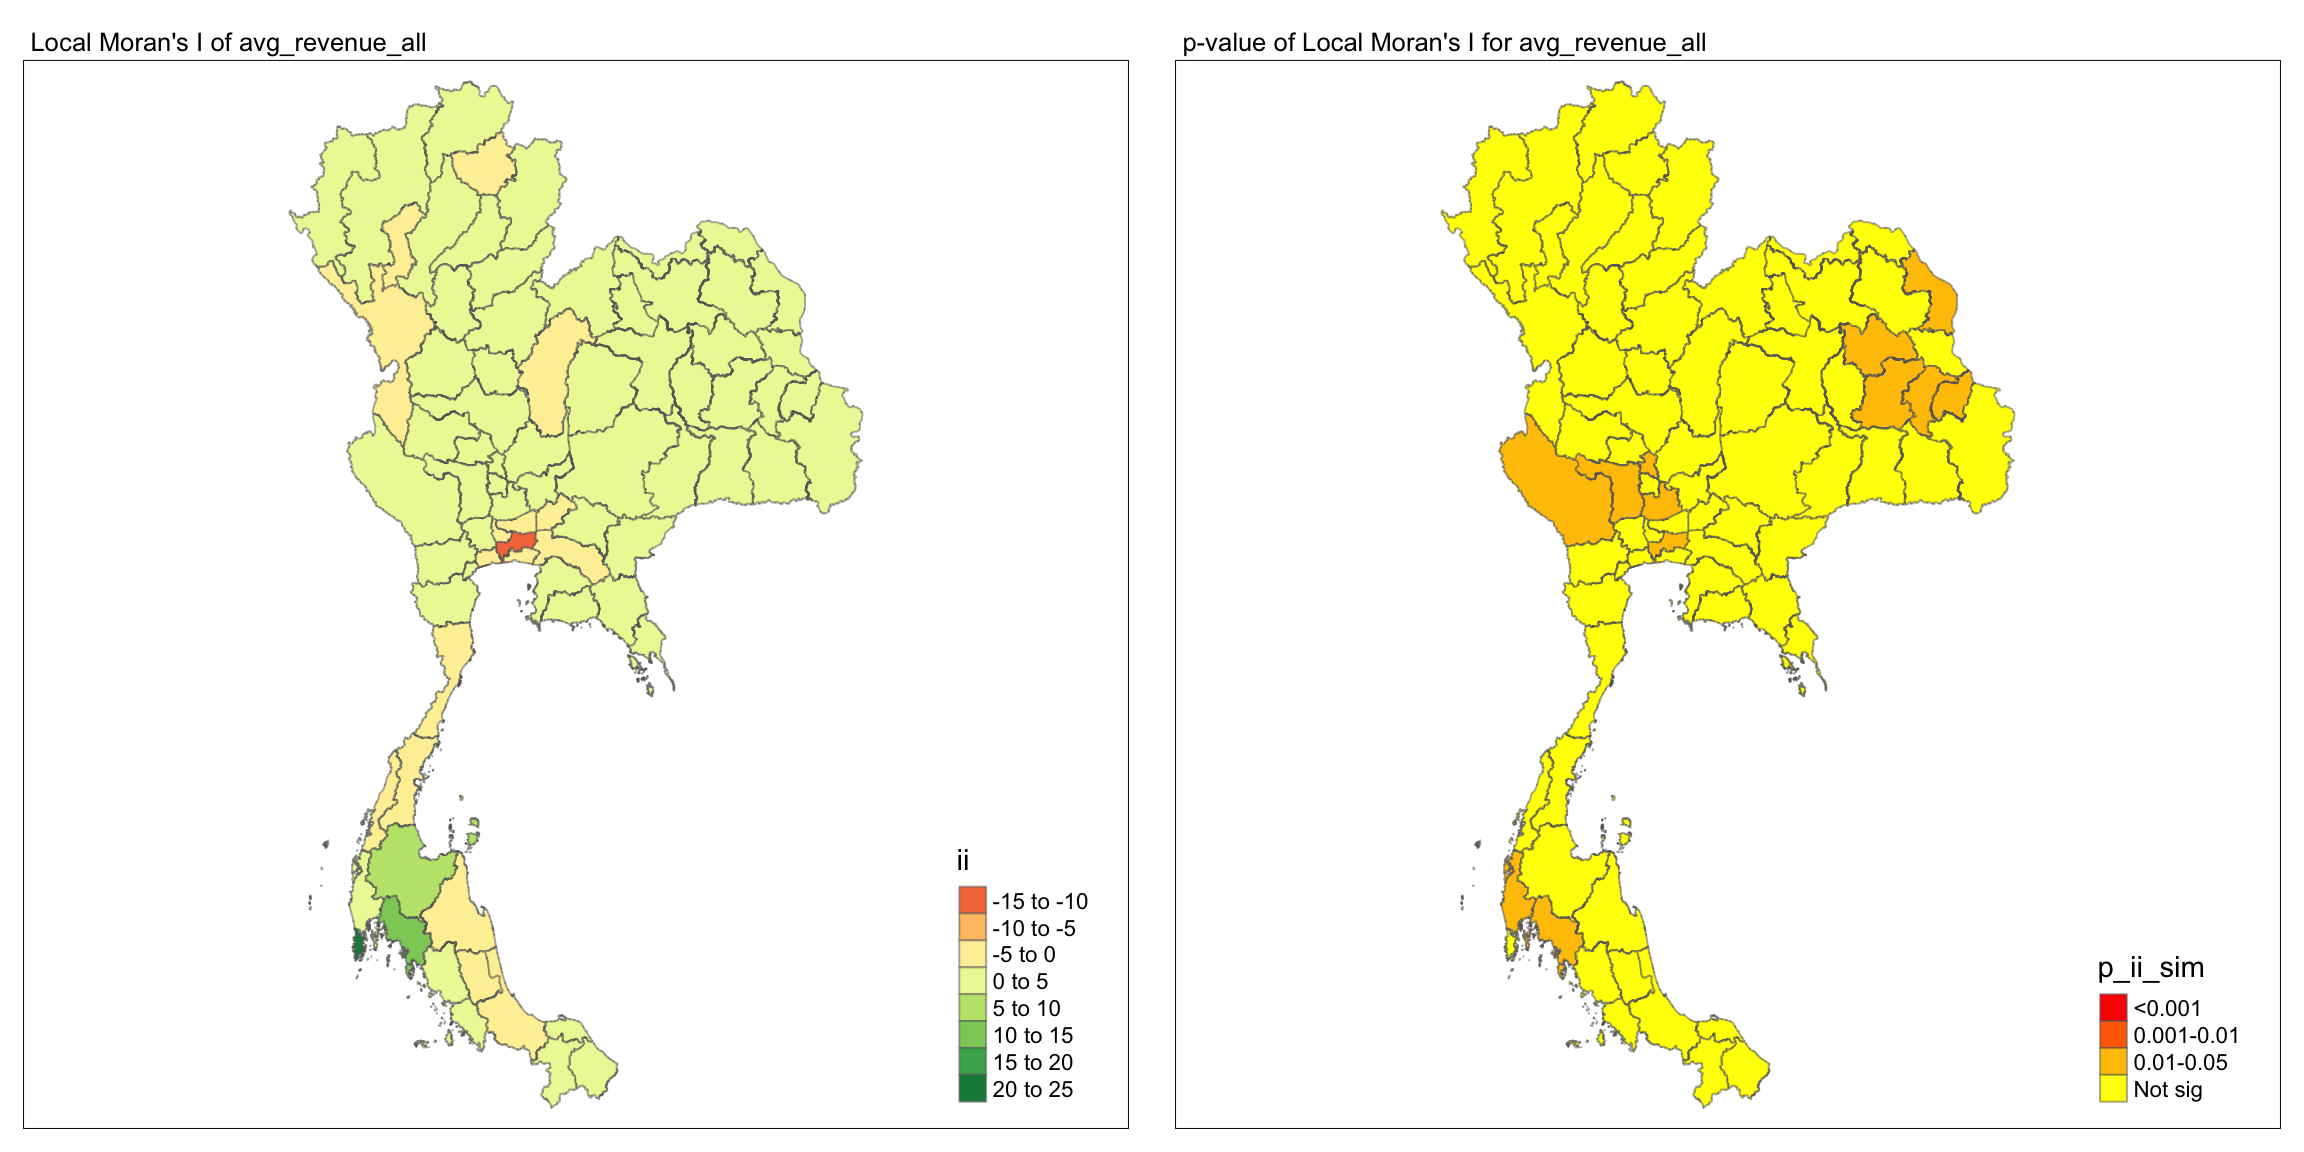 Local Moran's I of avg_revenue_all
ii
-15 to -10
-10 to -5
-5 to 0
0 to 5
5 to 10
10 to 15
15 to 20
20 to 25
p-value of Local Moran's I for avg_revenue_all
p_ii_sim
<0.001
0.001-0.01
0.01-0.05
Not sig